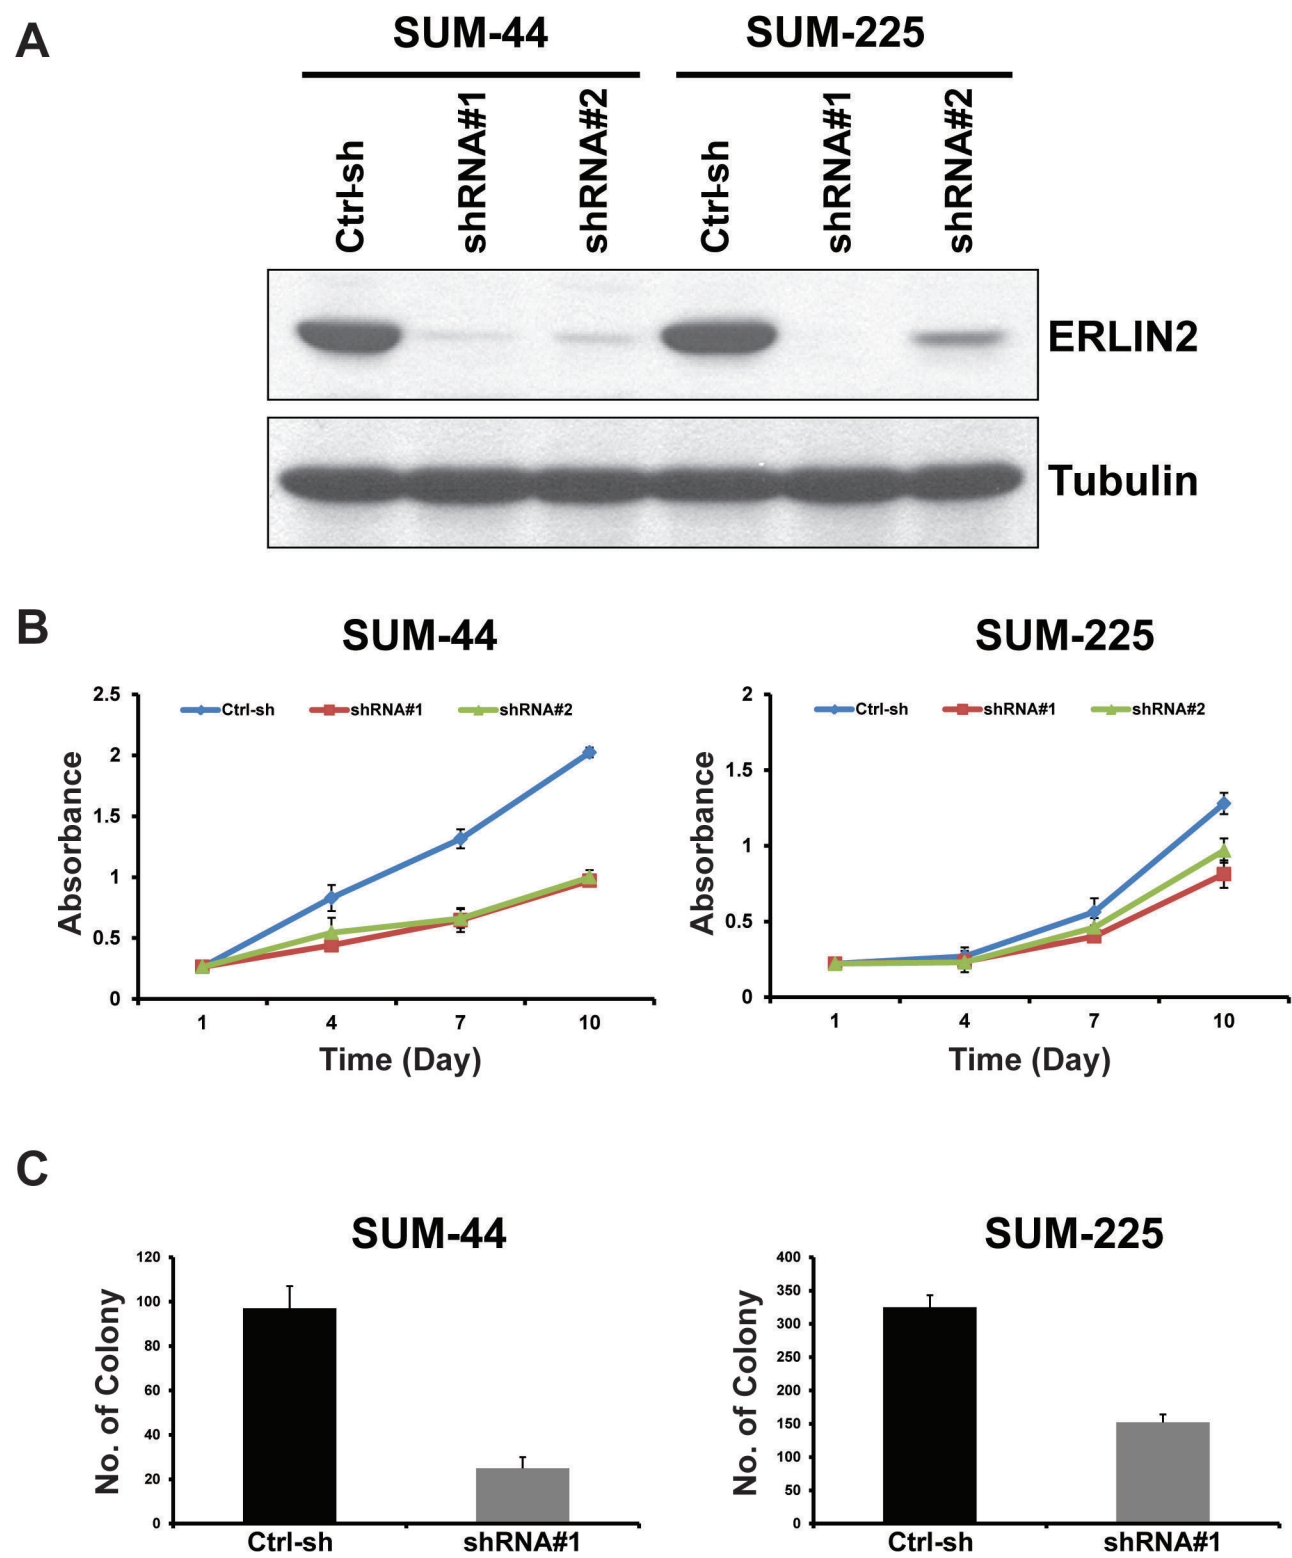 A
SUM-44 SUM-225
Ctrl-sh shRNA#1 shRNA#2 Ctrl-sh shRNA#1 shRNA#2
ERLIN2
Tubulin
B
SUM-44
2.5
2
1.5
1
0.5
0
Absorbance
Ctrl-sh shRNA#1 shRNA#2
1 4 7 10
Time (Day)
SUM-225
2
1.5
1
0.5
0
Absorbance
Ctrl-sh shRNA#1 shRNA#2
1 4 7 10
Time (Day)
C
SUM-44
120
100
80
60
40
20
0
No. of Colony
Ctrl-sh shRNA#1
SUM-225
400
350
300
250
200
150
100
50
0
No. of Colony
Ctrl-sh shRNA#1